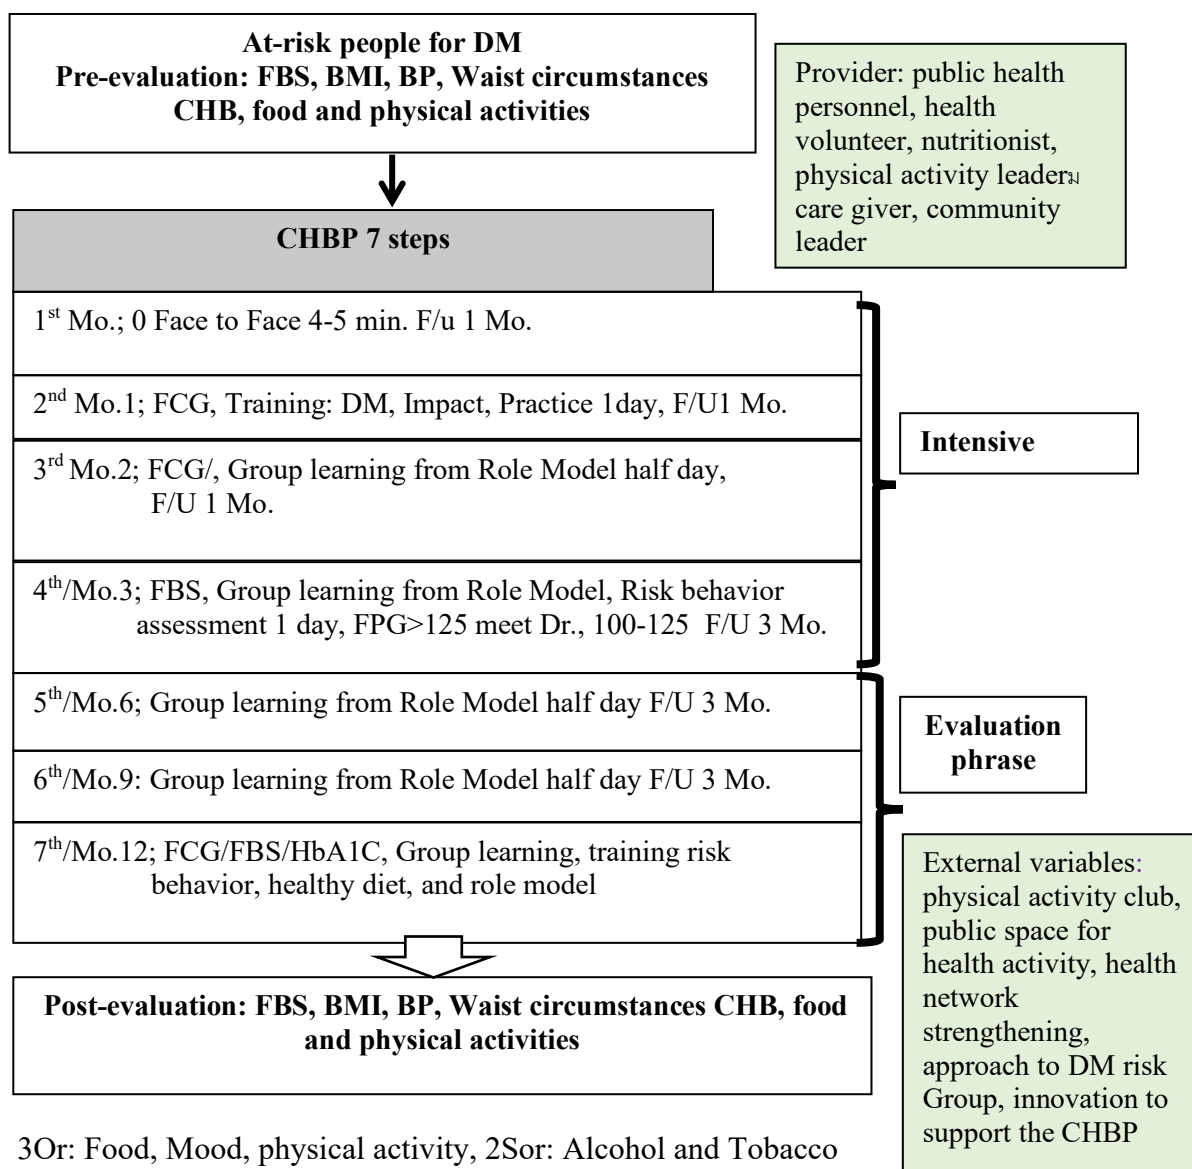 At-risk people for DM
Pre-evaluation: FBS, BMI, BP, Waist circumstances
CHB, food and physical activities
Provider: public health
personnel, health
volunteer, nutritionist,
physical activity leaderม
care giver, community
leader
CHBP 7 steps
1st Mo.; 0 Face to Face 4-5 min. F/u 1 Mo.
2nd Mo.1; FCG, Training: DM, Impact, Practice 1day, F/U1 Mo.
3rd Mo.2; FCG/, Group learning from Role Model half day,
F/U 1 Mo.
4th/Mo.3; FBS, Group learning from Role Model, Risk behavior
assessment 1 day, FPG>125 meet Dr., 100-125 F/U 3 Mo.
Intensive
5th/Mo.6; Group learning from Role Model half day F/U 3 Mo.
6th/Mo.9: Group learning from Role Model half day F/U 3 Mo.
7th/Mo.12; FCG/FBS/HbA1C, Group learning, training risk
behavior, healthy diet, and role model
Evaluation
phrase
External variables:
physical activity club,
public space for
health activity, health
network
strengthening,
approach to DM risk
Group, innovation to
support the CHBP
Post-evaluation: FBS, BMI, BP, Waist circumstances CHB, food
and physical activities
3Or: Food, Mood, physical activity, 2Sor: Alcohol and Tobacco